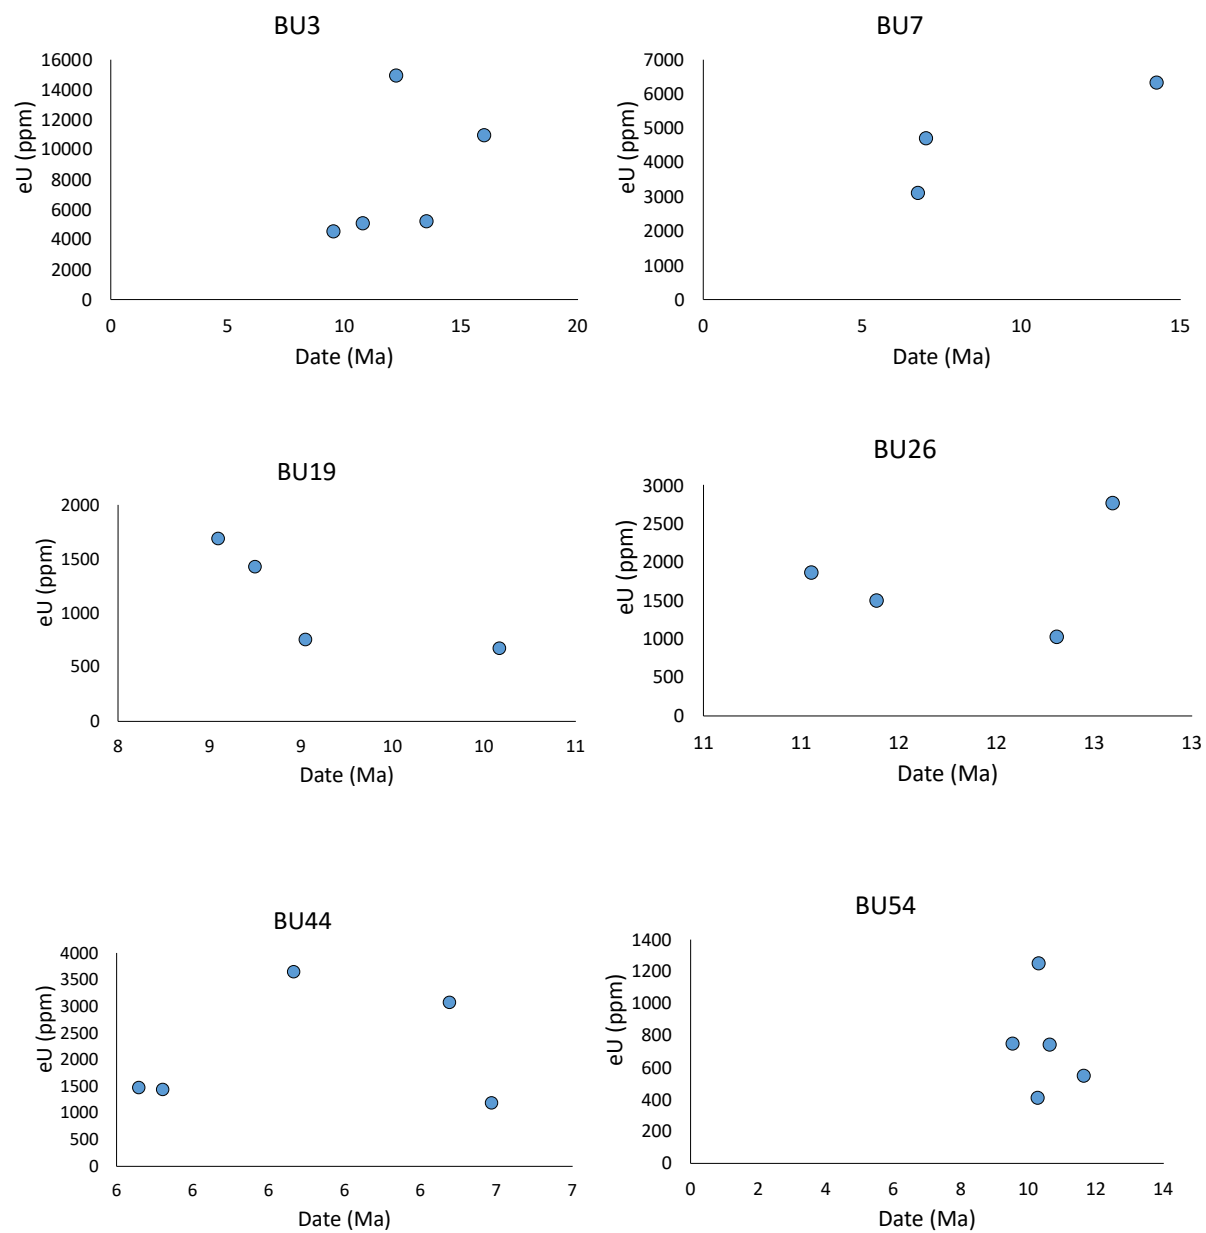 BU3
16000
14000
12000
10000
8000
6000
4000
2000
0
eU (ppm)
0 5 10 15 20
Date (Ma)
BU7
7000
6000
5000
4000
3000
2000
1000
0
eU (ppm)
0 5 10 15
Date (Ma)
BU19
2000
1500
1000
500
0
eU (ppm)
8 9 9 10 10 11
Date (Ma)
BU26
3000
2500
2000
1500
1000
500
0
eU (ppm)
11 11 12 12 13 13
Date (Ma)
BU44
4000
3500
3000
2500
2000
1500
1000
500
0
eU (ppm)
6 6 6 6 6 7 7
Date (Ma)
BU54
1400
1200
1000
800
600
400
200
0
eU (ppm)
0 2 4 6 8 10 12 14
Date (Ma)